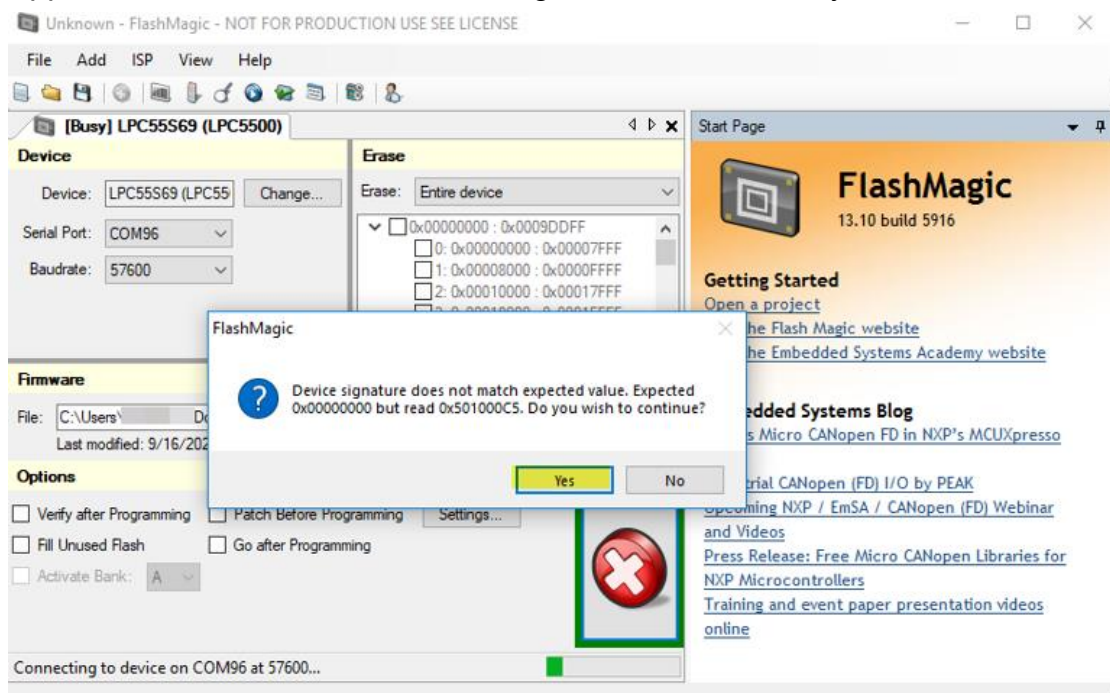 Unknown - FlashMagic - NOT FOR PRODUCTION USE SEE LICENSE
File Add ISP View Help
[Busy] LPC55S69 (LPC5500)
Start Page
Device
Device: LPC55S69 (LPC55 Change...
Serial Port: COM96
Baudrate: 57600
Erase
Erase: Entire device
0x00000000 : 0x0009DDFF
0: 0x00000000 : 0x00007FFF
1: 0x00008000 : 0x0000FFFF
2: 0x00010000 : 0x00017FFF
FlashMagic
13.10 build 5916
Getting Started
Open a project
he Flash Magic website
he Embedded Systems Academy website
FlashMagic
Device signature does not match expected value. Expected
0x00000000 but read 0x501000C5. Do you wish to continue?
Yes No
Firmware
File: C:\Users\
Last modified: 9/16/202
Options
Verify after Programming Patch Before Programming Settings...
Fill Unused Flash Go after Programming
Activate Bank: A
edded Systems Blog
s Micro CANopen FD in NXP's MCUXpresso
trial CANopen (FD) I/O by PEAK
Upcoming NXP / EmSA / CANopen (FD) Webinar
and Videos
Press Release: Free Micro CANopen Libraries for
NXP Microcontrollers
Training and event paper presentation videos
online
Connecting to device on COM96 at 57600...